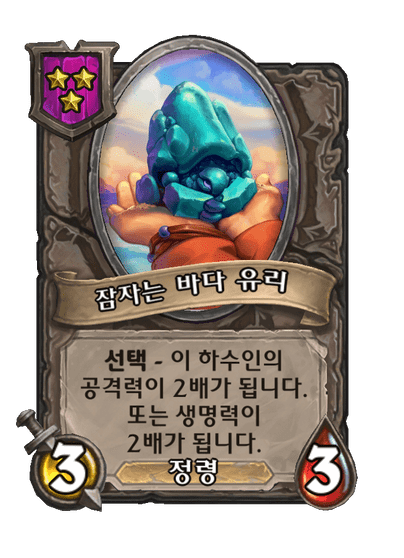 잠자는 바다 유리
선택 - 이 하수인의
공격력이 2배가 됩니다.
또는 생명력이
2배가 됩니다.
정령
3
3